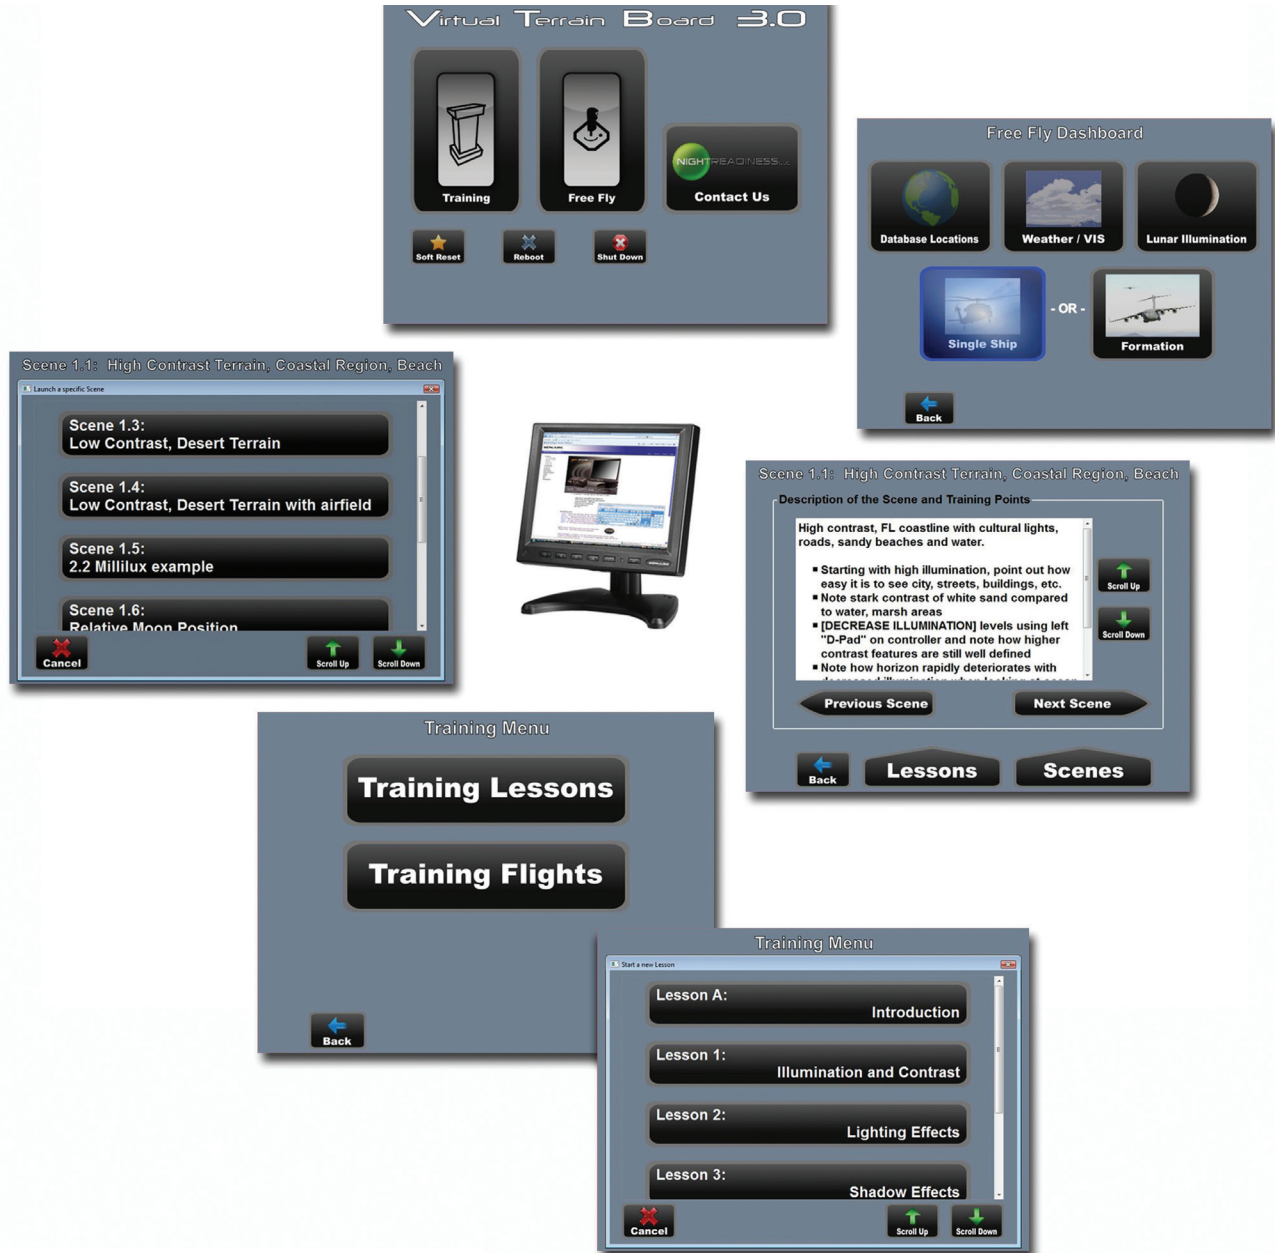 Virtual Terrain Board 3.0
Training
Free Fly
NIGHTREADINESS
Contact Us
Soft Reset
Reboot
Shut Down
Free Fly Dashboard
Database Locations
Weather / VIS
Lunar Illumination
Single Ship
- OR -
Formation
Back
Scene 1.1: High Contrast Terrain, Coastal Region, Beach
Launch a specific Scene
Scene 1.3:
Low Contrast, Desert Terrain
Scene 1.4:
Low Contrast, Desert Terrain with airfield
Scene 1.5:
2.2 Millilux example
Scene 1.6:
Relative Moon Position
Cancel
Scroll Up
Scroll Down
Scene 1.1: High Contrast Terrain, Coastal Region, Beach
Description of the Scene and Training Points
High contrast, FL coastline with cultural lights,
roads, sandy beaches and water.
▪ Starting with high illumination, point out how
easy it is to see city, streets, buildings, etc.
▪ Note stark contrast of white sand compared
to water, marsh areas
▪ [DECREASE ILLUMINATION] levels using left
"D-Pad" on controller and note how higher
contrast features are still well defined
▪ Note how horizon rapidly deteriorates with
decreased illumination when looking at ocean
Scroll Up
Scroll Down
Previous Scene
Next Scene
Back
Lessons
Scenes
Training Menu
Training Lessons
Training Flights
Back
Training Menu
Start a new Lesson
Lesson A:
Introduction
Lesson 1:
Illumination and Contrast
Lesson 2:
Lighting Effects
Lesson 3:
Shadow Effects
Cancel
Scroll Up
Scroll Down